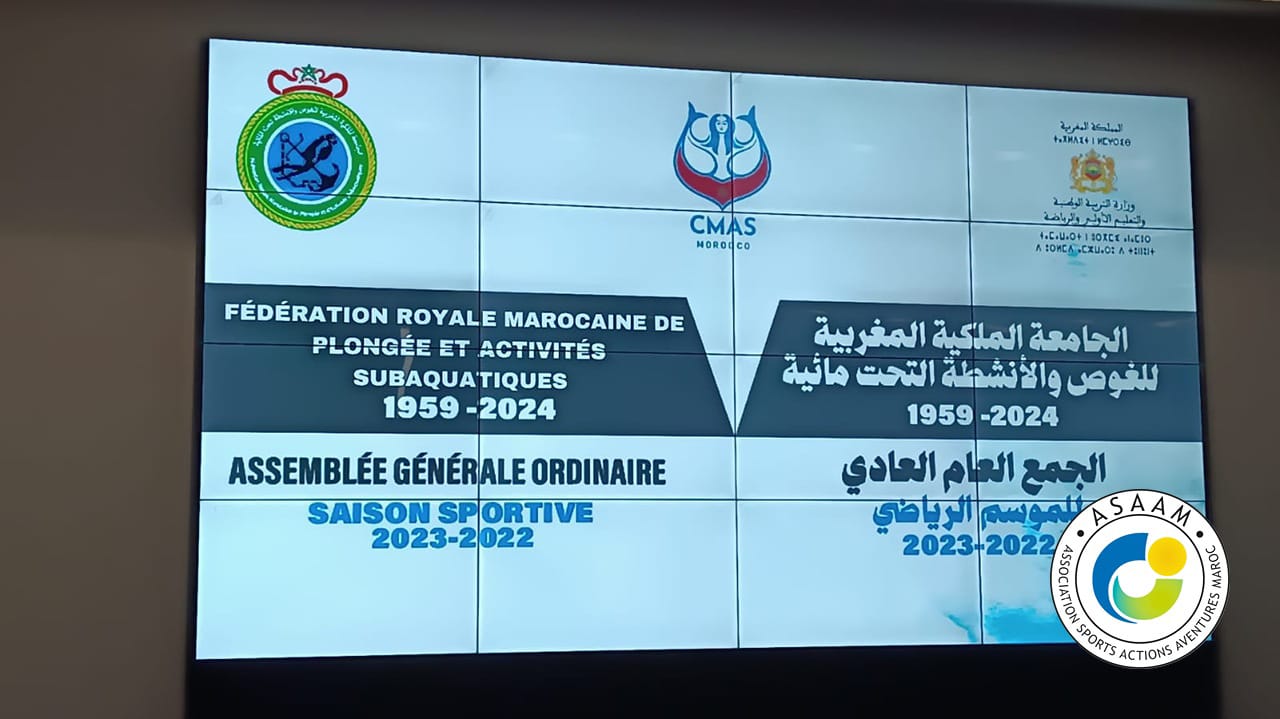 CMAS
MOROCCO
المملكة المغربية
ⵜⴰⴳⵍⴷⵉⵜ ⵏ ⵍⵎⵖⵔⵉⴱ
وزارة التربية الوطنية
والتعليم الأولي والرياضة
FÉDÉRATION ROYALE MAROCAINE DE
PLONGÉE ET ACTIVITÉS
SUBAQUATIQUES
1959 -2024
الجامعة الملكية المغربية
للغوص والأنشطة التحت مائية
1959 -2024
ASSEMBLÉE GÉNÉRALE ORDINAIRE
SAISON SPORTIVE
2023-2022
الجمع العام العادي
للموسم الرياضي
2023-2022
ASAAM
ASSOCIATION SPORTS ACTIONS AVENTURES MAROC